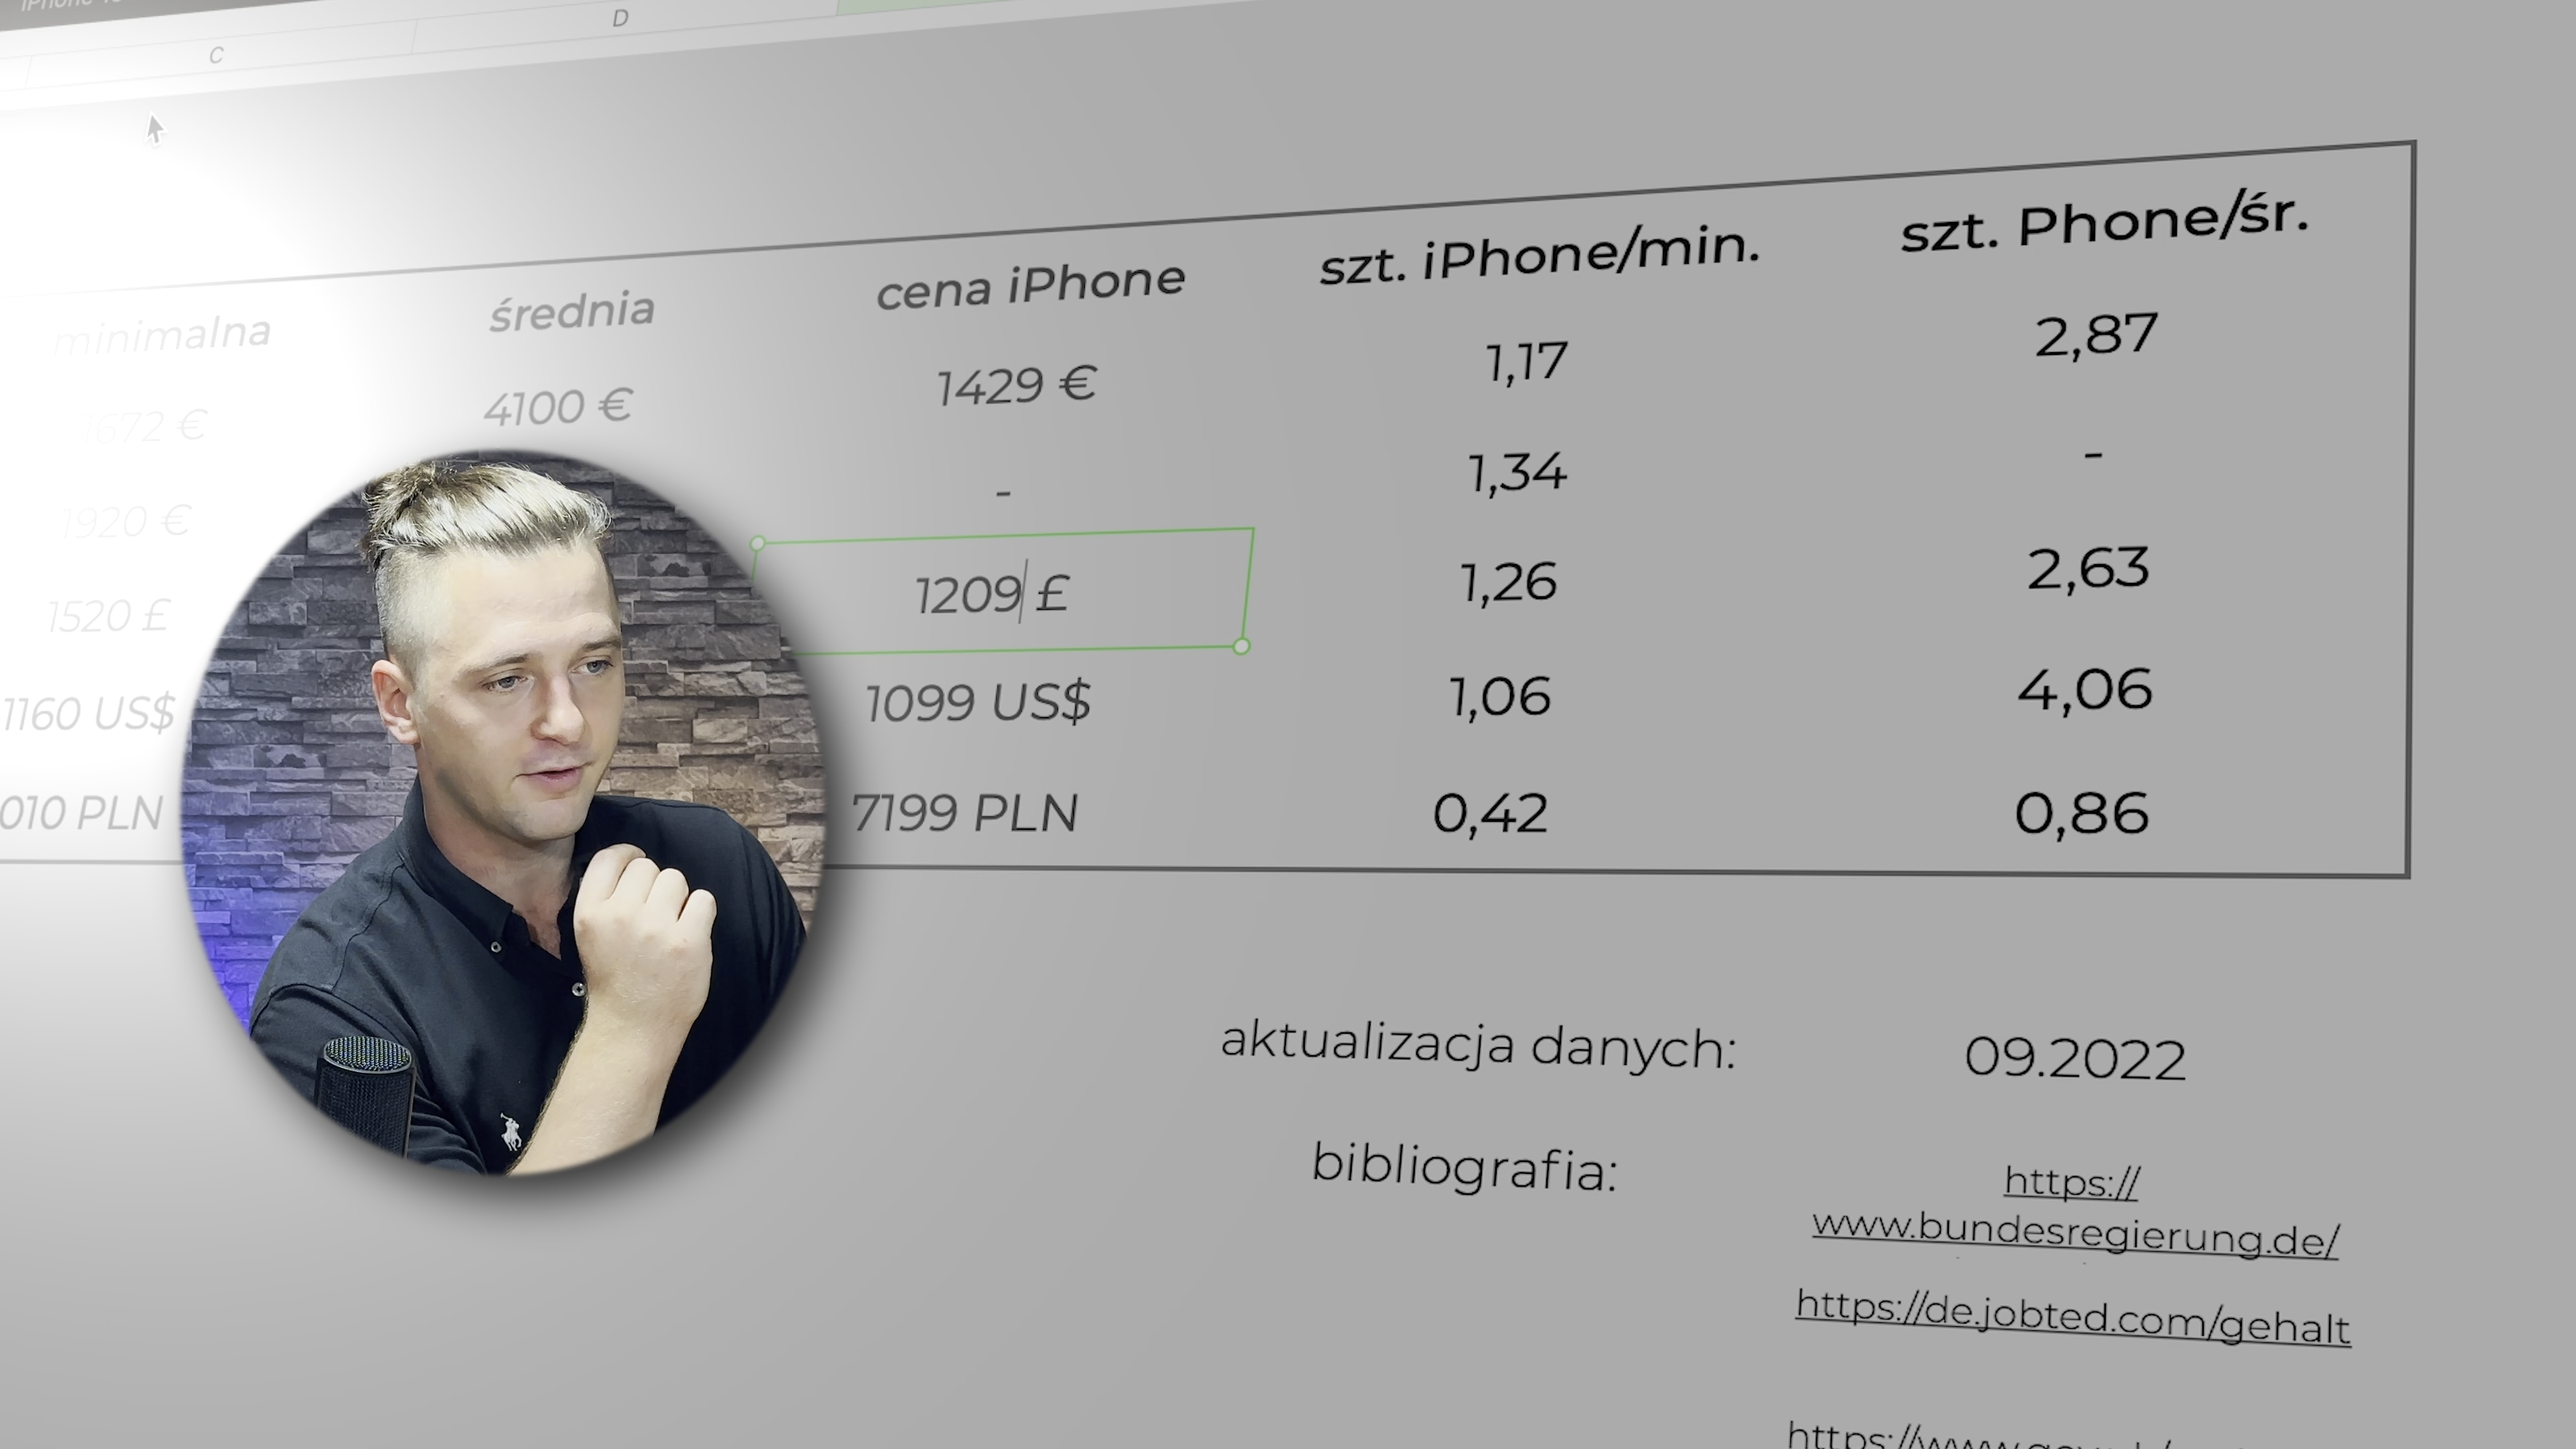 C D
minimalna średnia cena iPhone szt. iPhone/min. szt. Phone/śr.
1672 € 4100 € 1429 € 1,17 2,87
1920 € - 1,34 -
1520 £ 1209 £ 1,26 2,63
1160 US$ 1099 US$ 1,06 4,06
010 PLN 7199 PLN 0,42 0,86
aktualizacja danych: 09.2022
bibliografia: https://
www.bundesregierung.de/
https://de.jobted.com/gehalt